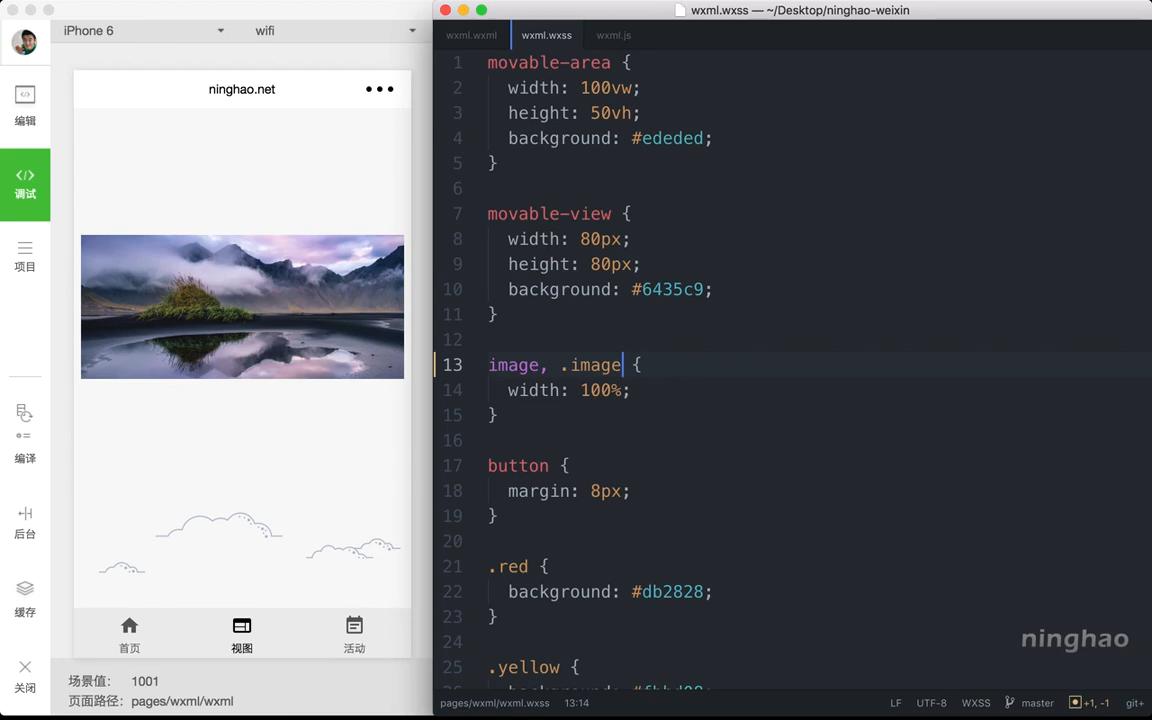 iPhone 6
wifi
ninghao.net
编辑
调试
项目
编译
后台
缓存
关闭
首页
视图
活动
场景值： 1001
页面路径： pages/wxml/wxml
wxml.wxss — ~/Desktop/ninghao-weixin
wxml.wxml
wxml.wxss
wxml.js
1 movable-area {
2 width: 100vw;
3 height: 50vh;
4 background: #ededed;
5 }
6
7 movable-view {
8 width: 80px;
9 height: 80px;
10 background: #6435c9;
11 }
12
13 image, .image {
14 width: 100%;
15 }
16
17 button {
18 margin: 8px;
19 }
20
21 .red {
22 background: #db2828;
23 }
24
25 .yellow {
ninghao
pages/wxml/wxml.wxss 13:14
LF UTF-8 WXSS master +1, -1 git+